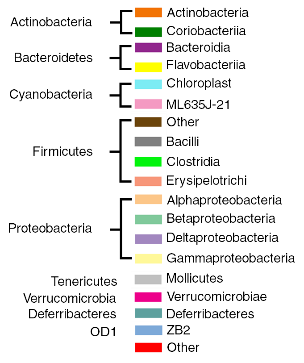 Actinobacteria
Actinobacteria
Coriobacteriia
Bacteroidetes
Bacteroidia
Flavobacteriia
Cyanobacteria
Chloroplast
ML635J-21
Firmicutes
Other
Bacilli
Clostridia
Erysipelotrichi
Proteobacteria
Alphaproteobacteria
Betaproteobacteria
Deltaproteobacteria
Gammaproteobacteria
Tenericutes Mollicutes
Verrucomicrobia Verrucomicrobiae
Deferribacteres Deferribacteres
OD1 ZB2
Other